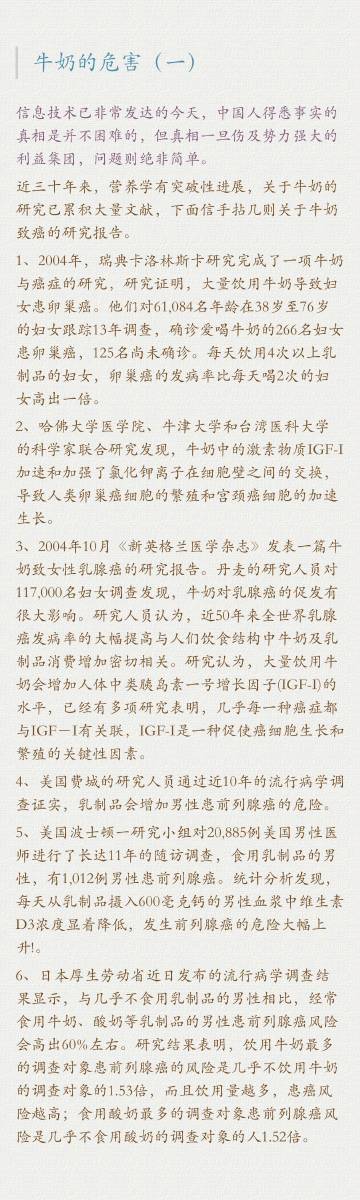 牛奶的危害（一）
信息技术已非常发达的今天，中国人得悉事实的
真相是并不困难的，但真相一旦伤及势力强大的
利益集团，问题则绝非简单。
近三十年来，营养学有突破性进展，关于牛奶的
研究已累积大量文献，下面信手拈几则关于牛奶
致癌的研究报告。
1、2004年，瑞典卡洛林斯卡研究完成了一项牛奶
与癌症的研究，研究证明，大量饮用牛奶导致妇
女患卵巢癌。他们对61,084名年龄在38岁至76岁
的妇女跟踪13年调查，确诊爱喝牛奶的266名妇女
患卵巢癌，125名尚未确诊。每天饮用4次以上乳
制品的妇女，卵巢癌的发病率比每天喝2次的妇
女高出一倍。
2、哈佛大学医学院、牛津大学和台湾医科大学
的科学家联合研究发现，牛奶中的激素物质IGF-I
加速和加强了氯化钾离子在细胞壁之间的交换，
导致人类卵巢癌细胞的繁殖和宫颈癌细胞的加速
生长。
3、2004年10月《新英格兰医学杂志》发表一篇牛
奶致女性乳腺癌的研究报告。丹麦的研究人员对
117,000名妇女调查发现，牛奶对乳腺癌的促发有
很大影响。研究人员认为，近50年来全世界乳腺
癌发病率的大幅提高与人们饮食结构中牛奶及乳
制品消费增加密切相关。研究认为，大量饮用牛
奶会增加人体中类胰岛素一号增长因子(IGF-I)的
水平，已经有多项研究表明，几乎每一种癌症都
与IGF－I有关联，IGF-I是一种促使癌细胞生长和
繁殖的关键性因素。
4、美国费城的研究人员通过近10年的流行病学调
查证实，乳制品会增加男性患前列腺癌的危险。
5、美国波士顿一研究小组对20,885例美国男性医
师进行了长达11年的随访调查，食用乳制品的男
性，有1,012例男性患前列腺癌。统计分析发现，
每天从乳制品摄入600毫克钙的男性血浆中维生素
D3浓度显着降低，发生前列腺癌的危险大幅上
升!。
6、日本厚生劳动省近日发布的流行病学调查结
果显示，与几乎不食用乳制品的男性相比，经常
食用牛奶、酸奶等乳制品的男性患前列腺癌风险
会高出60%左右。研究结果表明，饮用牛奶最多
的调查对象患前列腺癌的风险是几乎不饮用牛奶
的调查对象的1.53倍，而且饮用量越多，患癌风
险越高；食用酸奶最多的调查对象患前列腺癌风
险是几乎不食用酸奶的调查对象的人1.52倍。